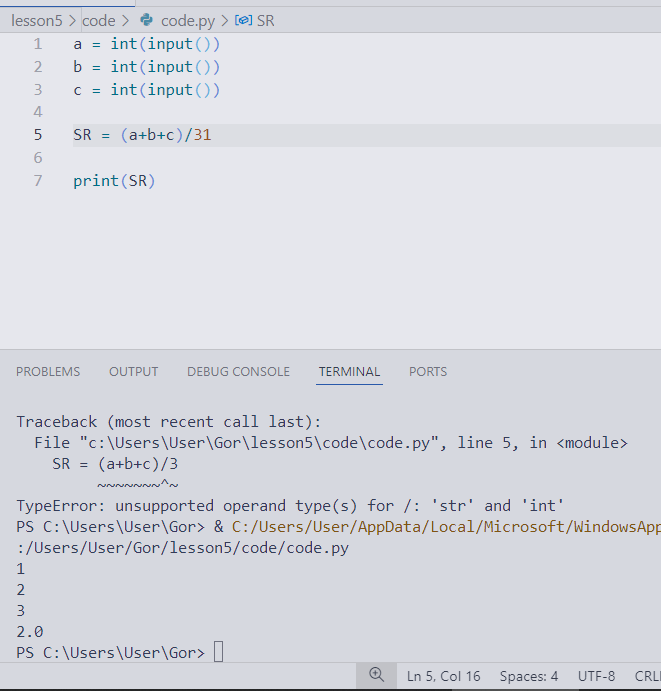 lesson5 > code > code.py > SR
1 a = int(input())
2 b = int(input())
3 c = int(input())
4
5 SR = (a+b+c)/31
6
7 print(SR)
PROBLEMS OUTPUT DEBUG CONSOLE TERMINAL PORTS
Traceback (most recent call last):
  File "c:\Users\User\Gor\lesson5\code\code.py", line 5, in <module>
    SR = (a+b+c)/3
         ~~~~~~~^~
TypeError: unsupported operand type(s) for /: 'str' and 'int'
PS C:\Users\User\Gor> & C:/Users/User/AppData/Local/Microsoft/WindowsApp
:/Users/User/Gor/lesson5/code/code.py
1
2
3
2.0
PS C:\Users\User\Gor>
Ln 5, Col 16 Spaces: 4 UTF-8 CRL